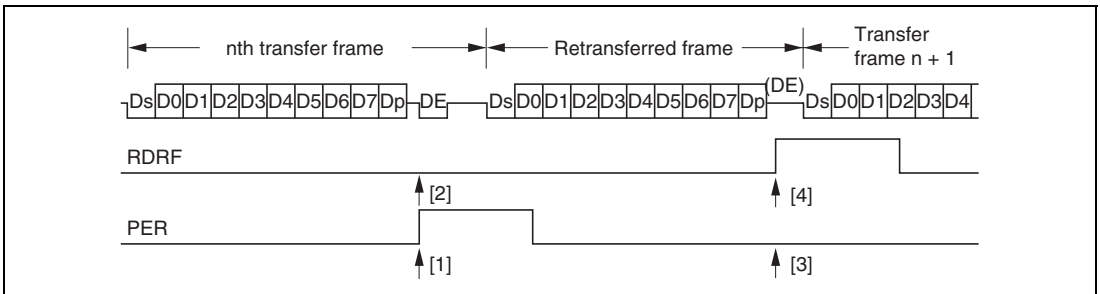 nth transfer frame Retransferred frame Transfer
frame n + 1
(DE)
Ds D0 D1 D2 D3 D4 D5 D6 D7 Dp DE Ds D0 D1 D2 D3 D4 D5 D6 D7 Dp Ds D0 D1 D2 D3 D4
RDRF
[2] [4]
PER
[1] [3]